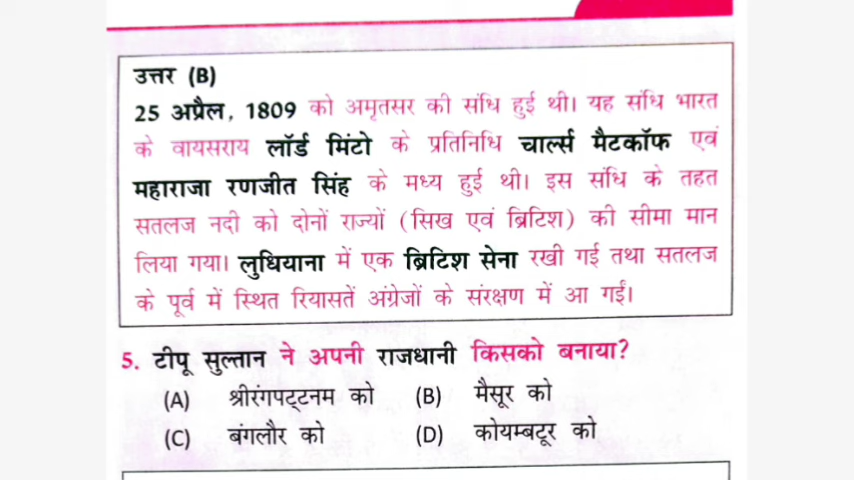 उत्तर (B)
25 अप्रैल, 1809 को अमृतसर की संधि हुई थी। यह संधि भारत
के वायसराय लॉर्ड मिंटो के प्रतिनिधि चार्ल्स मैटकॉफ एवं
महाराजा रणजीत सिंह के मध्य हुई थी। इस संधि के तहत
सतलज नदी को दोनों राज्यों (सिख एवं ब्रिटिश) की सीमा मान
लिया गया। लुधियाना में एक ब्रिटिश सेना रखी गई तथा सतलज
के पूर्व में स्थित रियासतें अंग्रेजों के संरक्षण में आ गईं।
5. टीपू सुल्तान ने अपनी राजधानी किसको बनाया?
(A) श्रीरंगपट्टनम को (B) मैसूर को
(C) बंगलौर को (D) कोयम्बटूर को